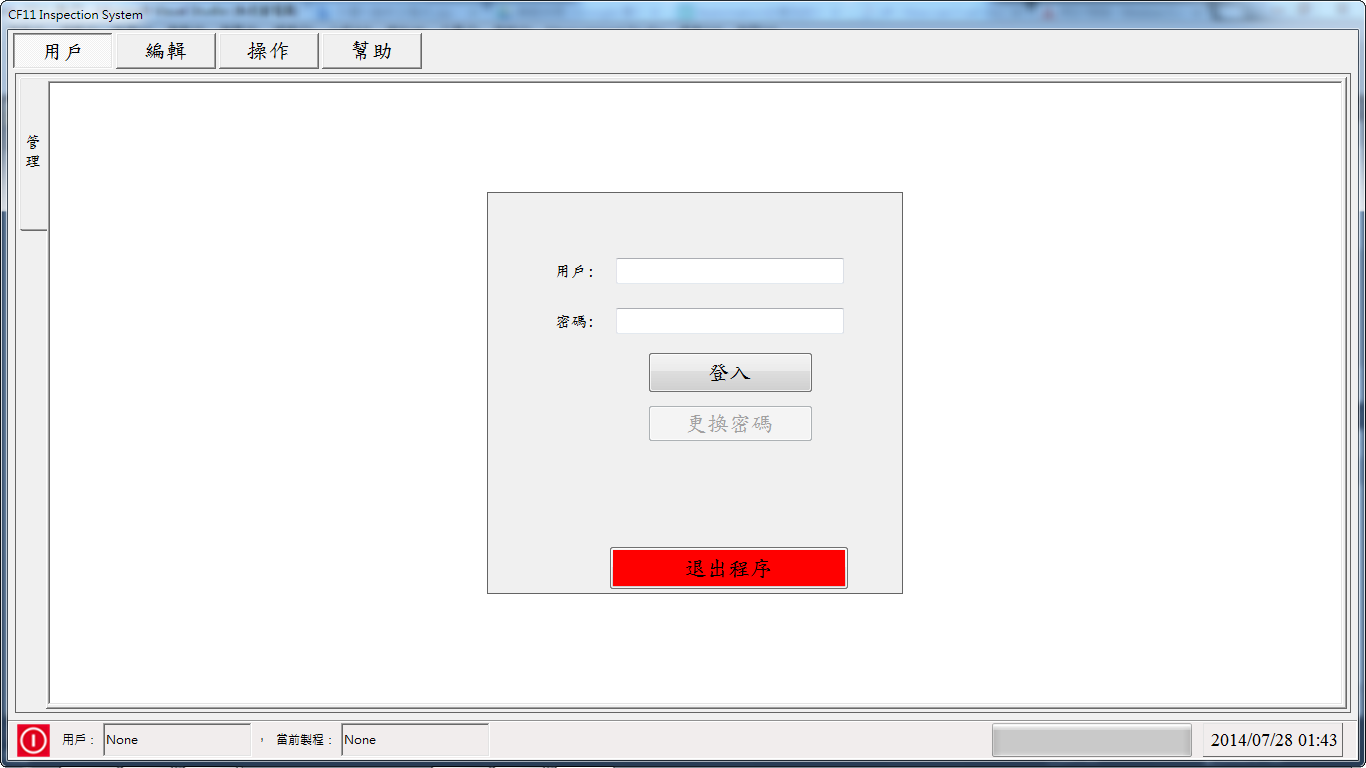 CF11 Inspection System
用戶 編輯 操作 幫助
管理
用戶：
密碼：
登入
更換密碼
退出程序
用戶： None ， 當前製程： None 2014/07/28 01:43